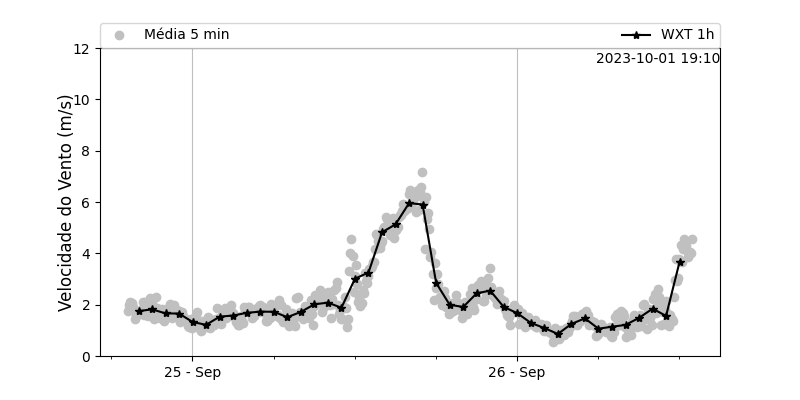 Média 5 min
WXT 1h
2023-10-01 19:10
Velocidade do Vento (m/s)
12
10
8
6
4
2
0
25 - Sep
26 - Sep